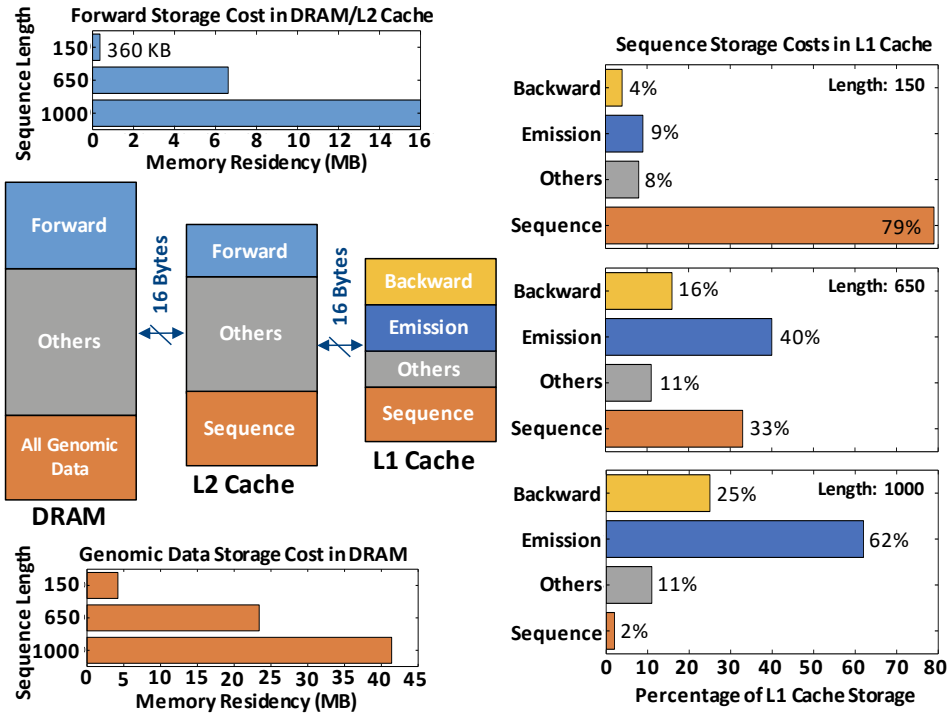 Forward Storage Cost in DRAM/L2 Cache
Sequence Length
150
360 KB
650
1000
0 2 4 6 8 10 12 14 16
Memory Residency (MB)
Forward
Others
All Genomic
Data
DRAM
16 Bytes
Forward
Others
Sequence
L2 Cache
16 Bytes
Backward
Emission
Others
Sequence
L1 Cache
Genomic Data Storage Cost in DRAM
Sequence Length
150
650
1000
0 5 10 15 20 25 30 35 40 45
Memory Residency (MB)
Sequence Storage Costs in L1 Cache
Length: 150
Backward 4%
Emission 9%
Others 8%
Sequence 79%
Length: 650
Backward 16%
Emission 40%
Others 11%
Sequence 33%
Length: 1000
Backward 25%
Emission 62%
Others 11%
Sequence 2%
0 10 20 30 40 50 60 70 80
Percentage of L1 Cache Storage